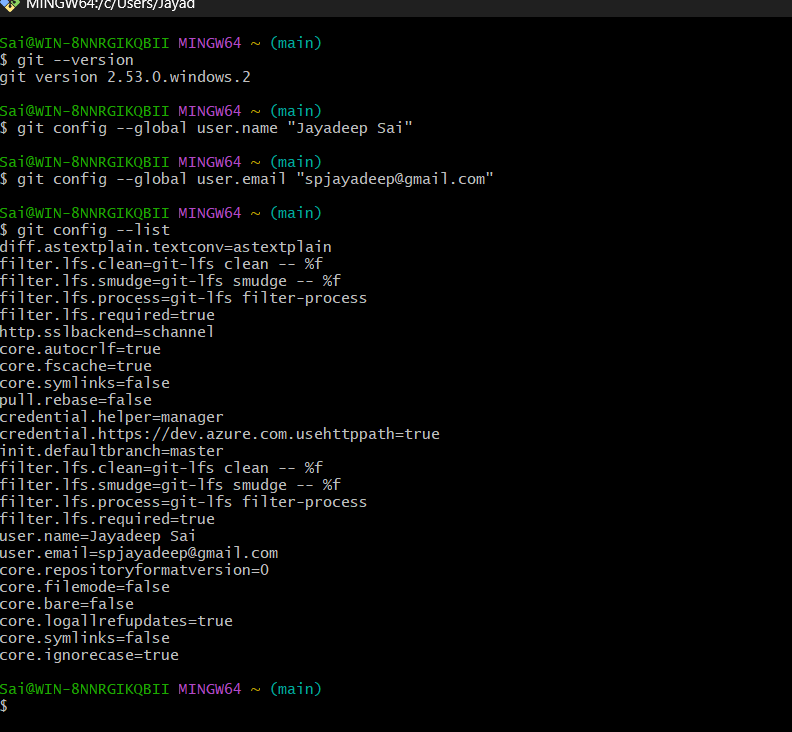 MINGW64:/c/Users/Jayad
Sai@WIN-8NNRGIKQBII MINGW64 ~ (main)
$ git --version
git version 2.53.0.windows.2
Sai@WIN-8NNRGIKQBII MINGW64 ~ (main)
$ git config --global user.name "Jayadeep Sai"
Sai@WIN-8NNRGIKQBII MINGW64 ~ (main)
$ git config --global user.email "spjayadeep@gmail.com"
Sai@WIN-8NNRGIKQBII MINGW64 ~ (main)
$ git config --list
diff.astextplain.textconv=astextplain
filter.lfs.clean=git-lfs clean -- %f
filter.lfs.smudge=git-lfs smudge -- %f
filter.lfs.process=git-lfs filter-process
filter.lfs.required=true
http.sslbackend=schannel
core.autocrlf=true
core.fscache=true
core.symlinks=false
pull.rebase=false
credential.helper=manager
credential.https://dev.azure.com.usehttppath=true
init.defaultbranch=master
filter.lfs.clean=git-lfs clean -- %f
filter.lfs.smudge=git-lfs smudge -- %f
filter.lfs.process=git-lfs filter-process
filter.lfs.required=true
user.name=Jayadeep Sai
user.email=spjayadeep@gmail.com
core.repositoryformatversion=0
core.filemode=false
core.bare=false
core.logallrefupdates=true
core.symlinks=false
core.ignorecase=true
Sai@WIN-8NNRGIKQBII MINGW64 ~ (main)
$